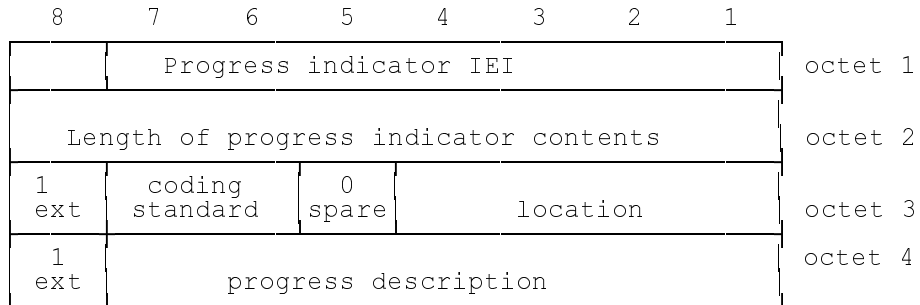 8 7 6 5 4 3 2 1
Progress indicator IEI octet 1
Length of progress indicator contents octet 2
1 coding 0
ext standard spare location octet 3
1 octet 4
ext progress description